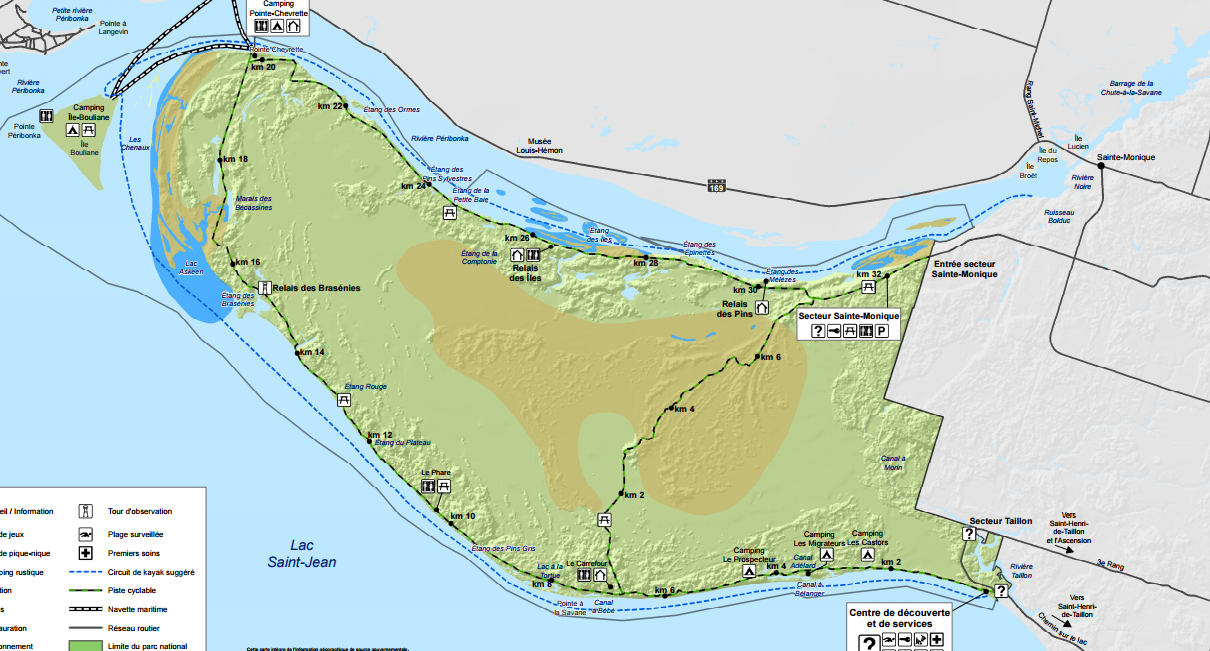 Camping
Pointe-Chevrette
Petite rivière
Péribonka
Pointe à
Langevin
Pointe Chevrette
km 20
Rivière
Péribonka
Camping
Île-Bouliane
Île
Bouliane
Pointe
Péribonka
Les
Chenaux
km 22
Étang des Ormes
Rivière Péribonka
Musée
Louis-Hémon
169
Rang Saint-Michel
Barrage de la
Chute-à-la-Savane
Île
Lucien
Île du
Repos
Île
Broët
Sainte-Monique
Rivière
Noire
Ruisseau
Bolduc
km 18
Étang des
Pins Sylvestres
km 24
Étang de la
Petite Baie
Marais des
Bécassines
km 26
Étang
des Îles
Étang des
Épinettes
Étang de la
Comptonie
Relais
des Îles
km 28
km 16
Lac
Askeen
Relais des Brasénies
Étang des
Brasénies
Étang des
Mélèzes
km 30
Relais
des Pins
km 32
Entrée secteur
Sainte-Monique
Secteur Sainte-Monique
? P
km 14
km 6
Étang Rouge
km 4
km 12
Étang du Plateau
Canal à
Morin
Le Phare
km 10
km 2
Étang des Pins Gris
Lac à la
Tortue
km 8
Le Carrefour
Pointe à
la Savane
Canal
à Bébé
km 6
Camping
Le Prospecteur
km 4
Camping
Les Migrateurs
Canal
Adélard
Canal à
Bélanger
Camping
Les Castors
km 2
Secteur Taillon
?
Rivière
Taillon
?
Vers
Saint-Henri-
de-Taillon
et l'Ascension
3e Rang
Vers
Saint-Henri-
de-Taillon
Chemin sur le lac
Centre de découverte
et de services
?
Lac
Saint-Jean
eil / Information
Tour d'observation
de jeux
Plage surveillée
de pique-nique
Premiers soins
ping rustique
Circuit de kayak suggéré
tion
Piste cyclable
s
Navette maritime
auration
Réseau routier
onnement
Limite du parc national
Cette carte intègre de l'information géographique de source gouvernementale.